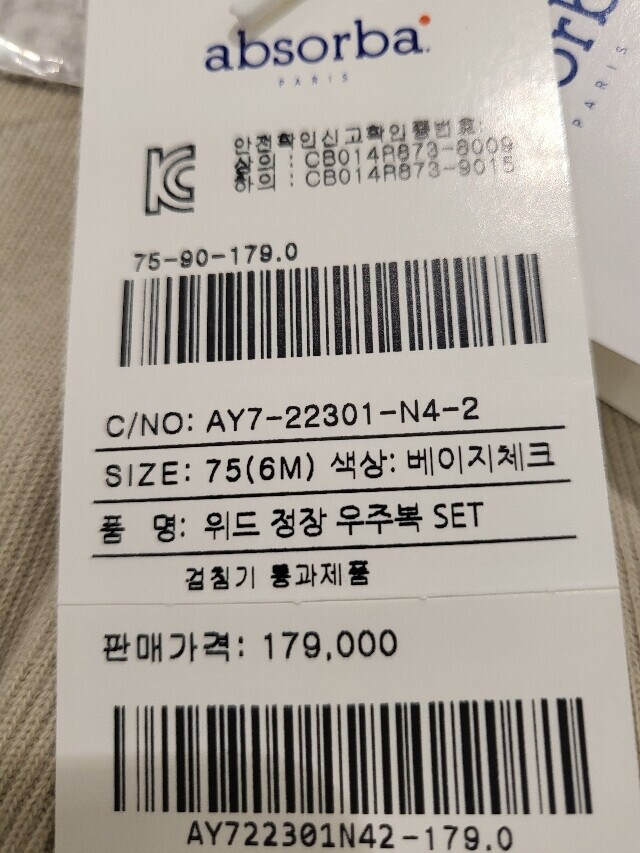 absorba
PARIS
안전확인신고확인증번호:
상의 : CB014R873-8009
하의 : CB014R873-9015
75-90-179.0
C/NO: AY7-22301-N4-2
SIZE: 75(6M) 색상: 베이지체크
품 명: 위드 정장 우주복 SET
검침기 통과제품
판매가격: 179,000
AY722301N42-179.0
orb
PARIS